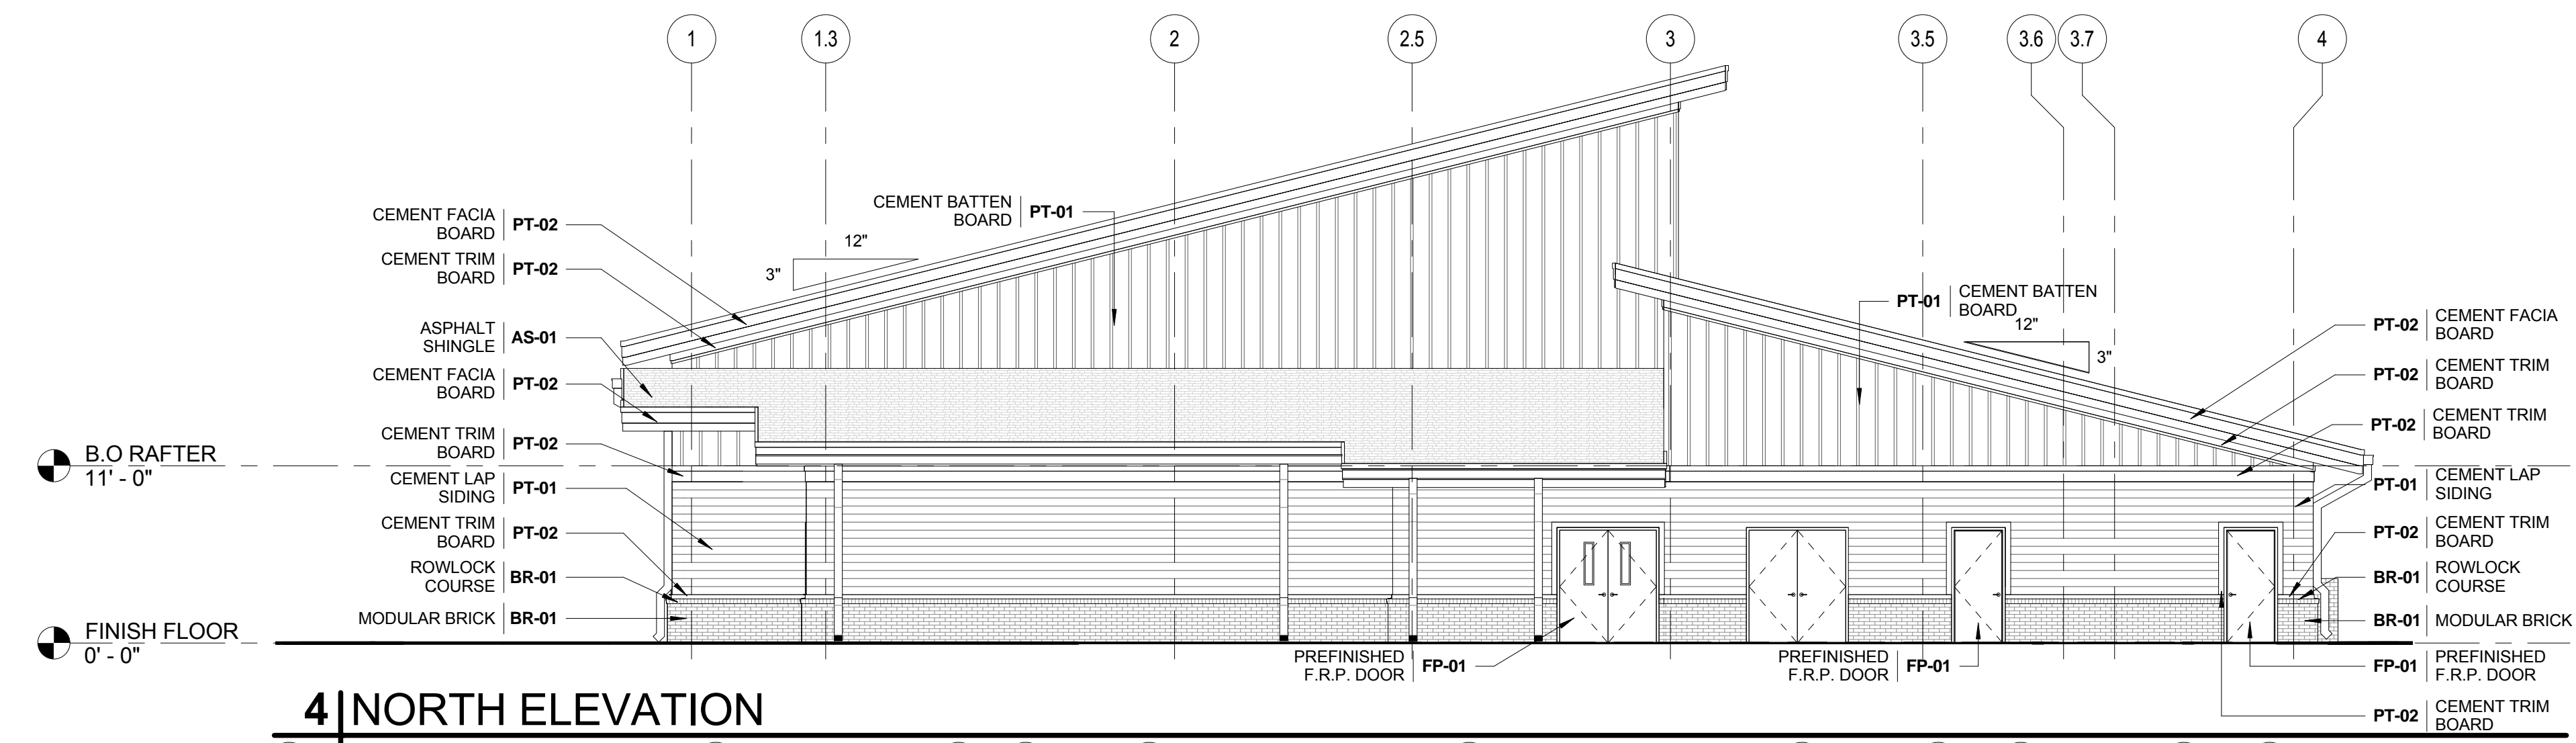 1
1.3
2
2.5
3
3.5
3.6
3.7
4
CEMENT FACIA
BOARD
PT-02
CEMENT TRIM
BOARD
PT-02
ASPHALT
SHINGLE
AS-01
CEMENT FACIA
BOARD
PT-02
CEMENT TRIM
BOARD
PT-02
CEMENT LAP
SIDING
PT-01
CEMENT TRIM
BOARD
PT-02
ROWLOCK
COURSE
BR-01
MODULAR BRICK
BR-01
B.O RAFTER
11' - 0"
FINISH FLOOR
0' - 0"
12"
3"
CEMENT BATTEN
BOARD
PT-01
PT-01
CEMENT BATTEN
BOARD
12"
3"
PT-02
CEMENT FACIA
BOARD
PT-02
CEMENT TRIM
BOARD
PT-02
CEMENT TRIM
BOARD
PT-01
CEMENT LAP
SIDING
PT-02
CEMENT TRIM
BOARD
BR-01
ROWLOCK
COURSE
BR-01
MODULAR BRICK
FP-01
PREFINISHED
F.R.P. DOOR
PT-02
CEMENT TRIM
BOARD
PREFINISHED
F.R.P. DOOR
FP-01
PREFINISHED
F.R.P. DOOR
FP-01
4 NORTH ELEVATION